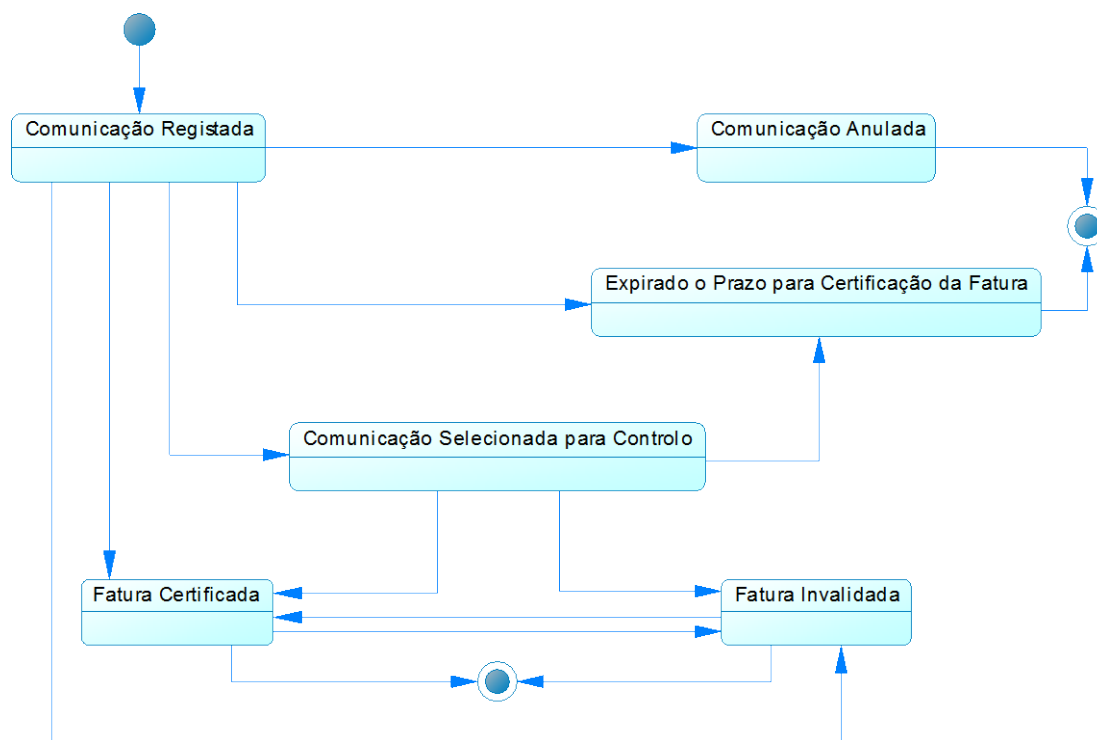 Comunicação Registada
Comunicação Anulada
Expirado o Prazo para Certificação da Fatura
Comunicação Selecionada para Controlo
Fatura Certificada
Fatura Invalidada